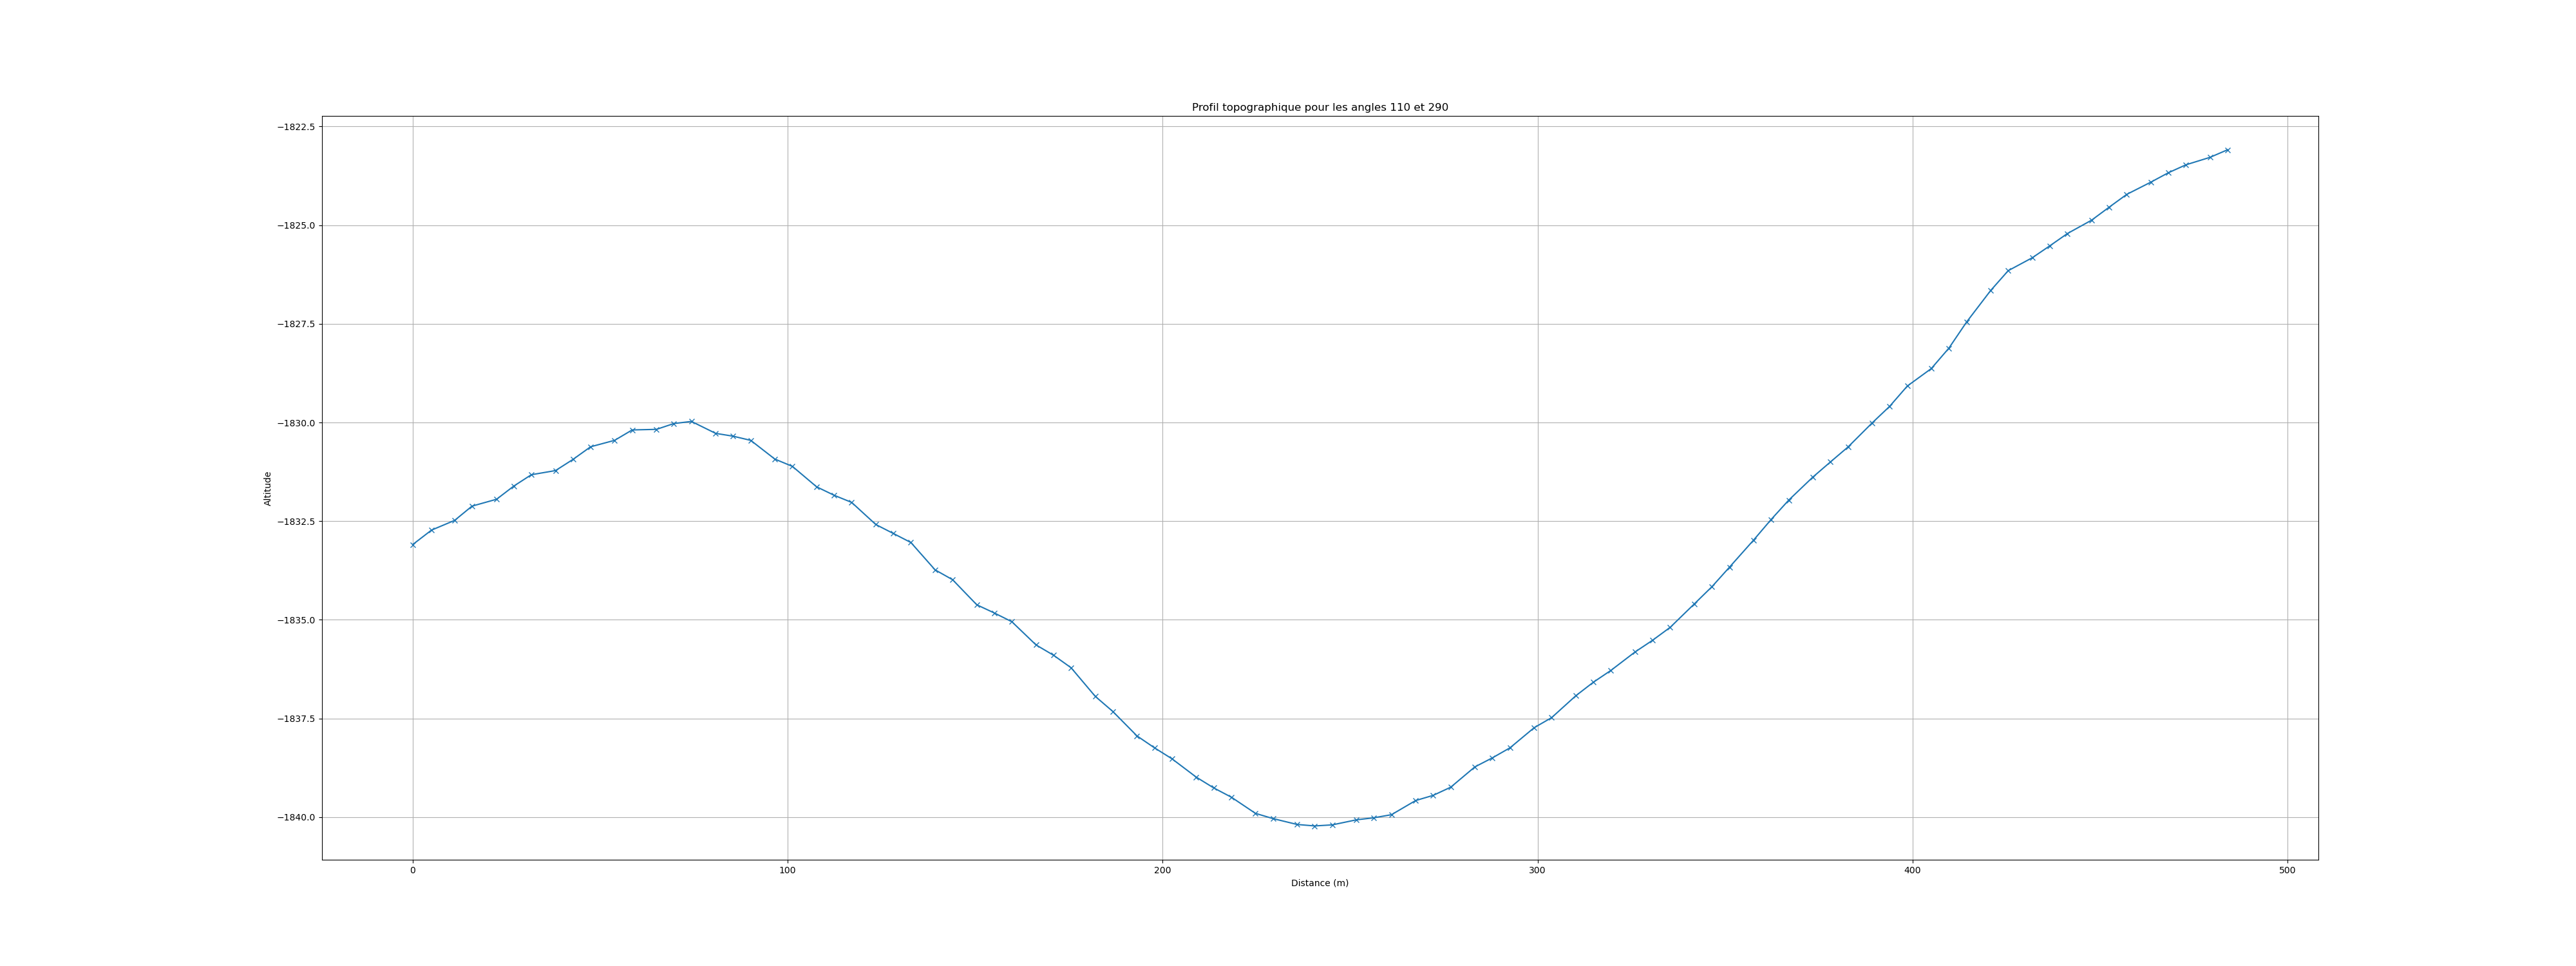 Profil topographique pour les angles 110 et 290
−1822.5
−1825.0
−1827.5
−1830.0
−1832.5
−1835.0
−1837.5
−1840.0
Altitude
0 100 200 300 400 500
Distance (m)